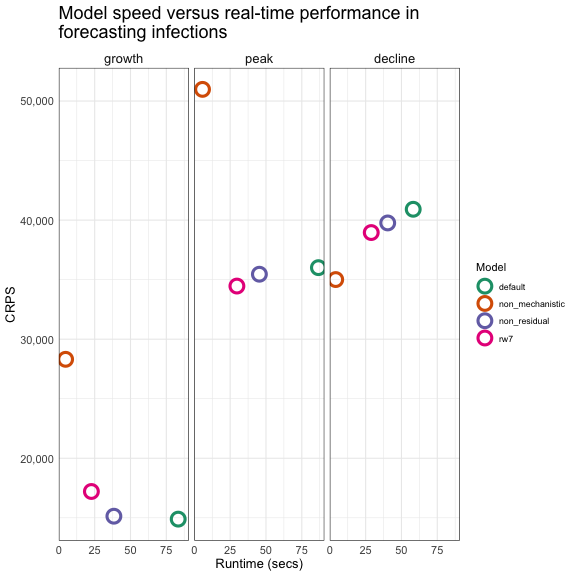 Model speed versus real-time performance in
forecasting infections
growth
peak
decline
50,000
40,000
30,000
20,000
CRPS
0 25 50 75
0 25 50 75
0 25 50 75
Runtime (secs)
Model
default
non_mechanistic
non_residual
rw7